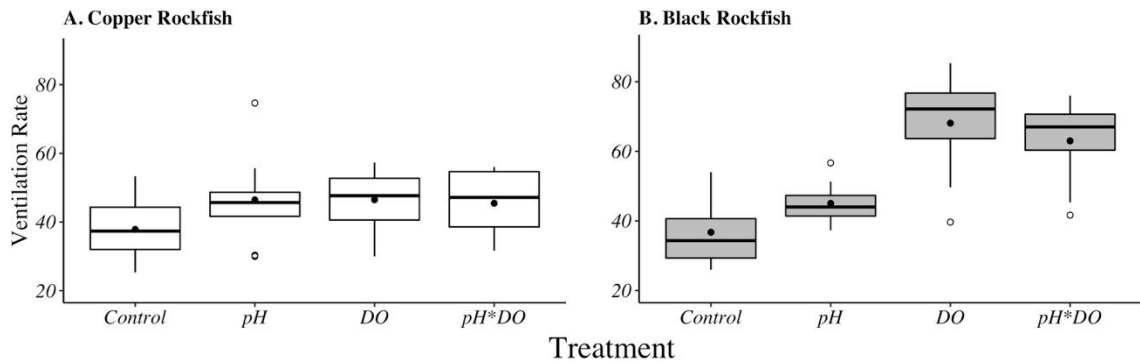 A. Copper Rockfish
B. Black Rockfish
Ventilation Rate
80
60
40
20
80
60
40
20
Control pH DO pH*DO
Control pH DO pH*DO
Treatment